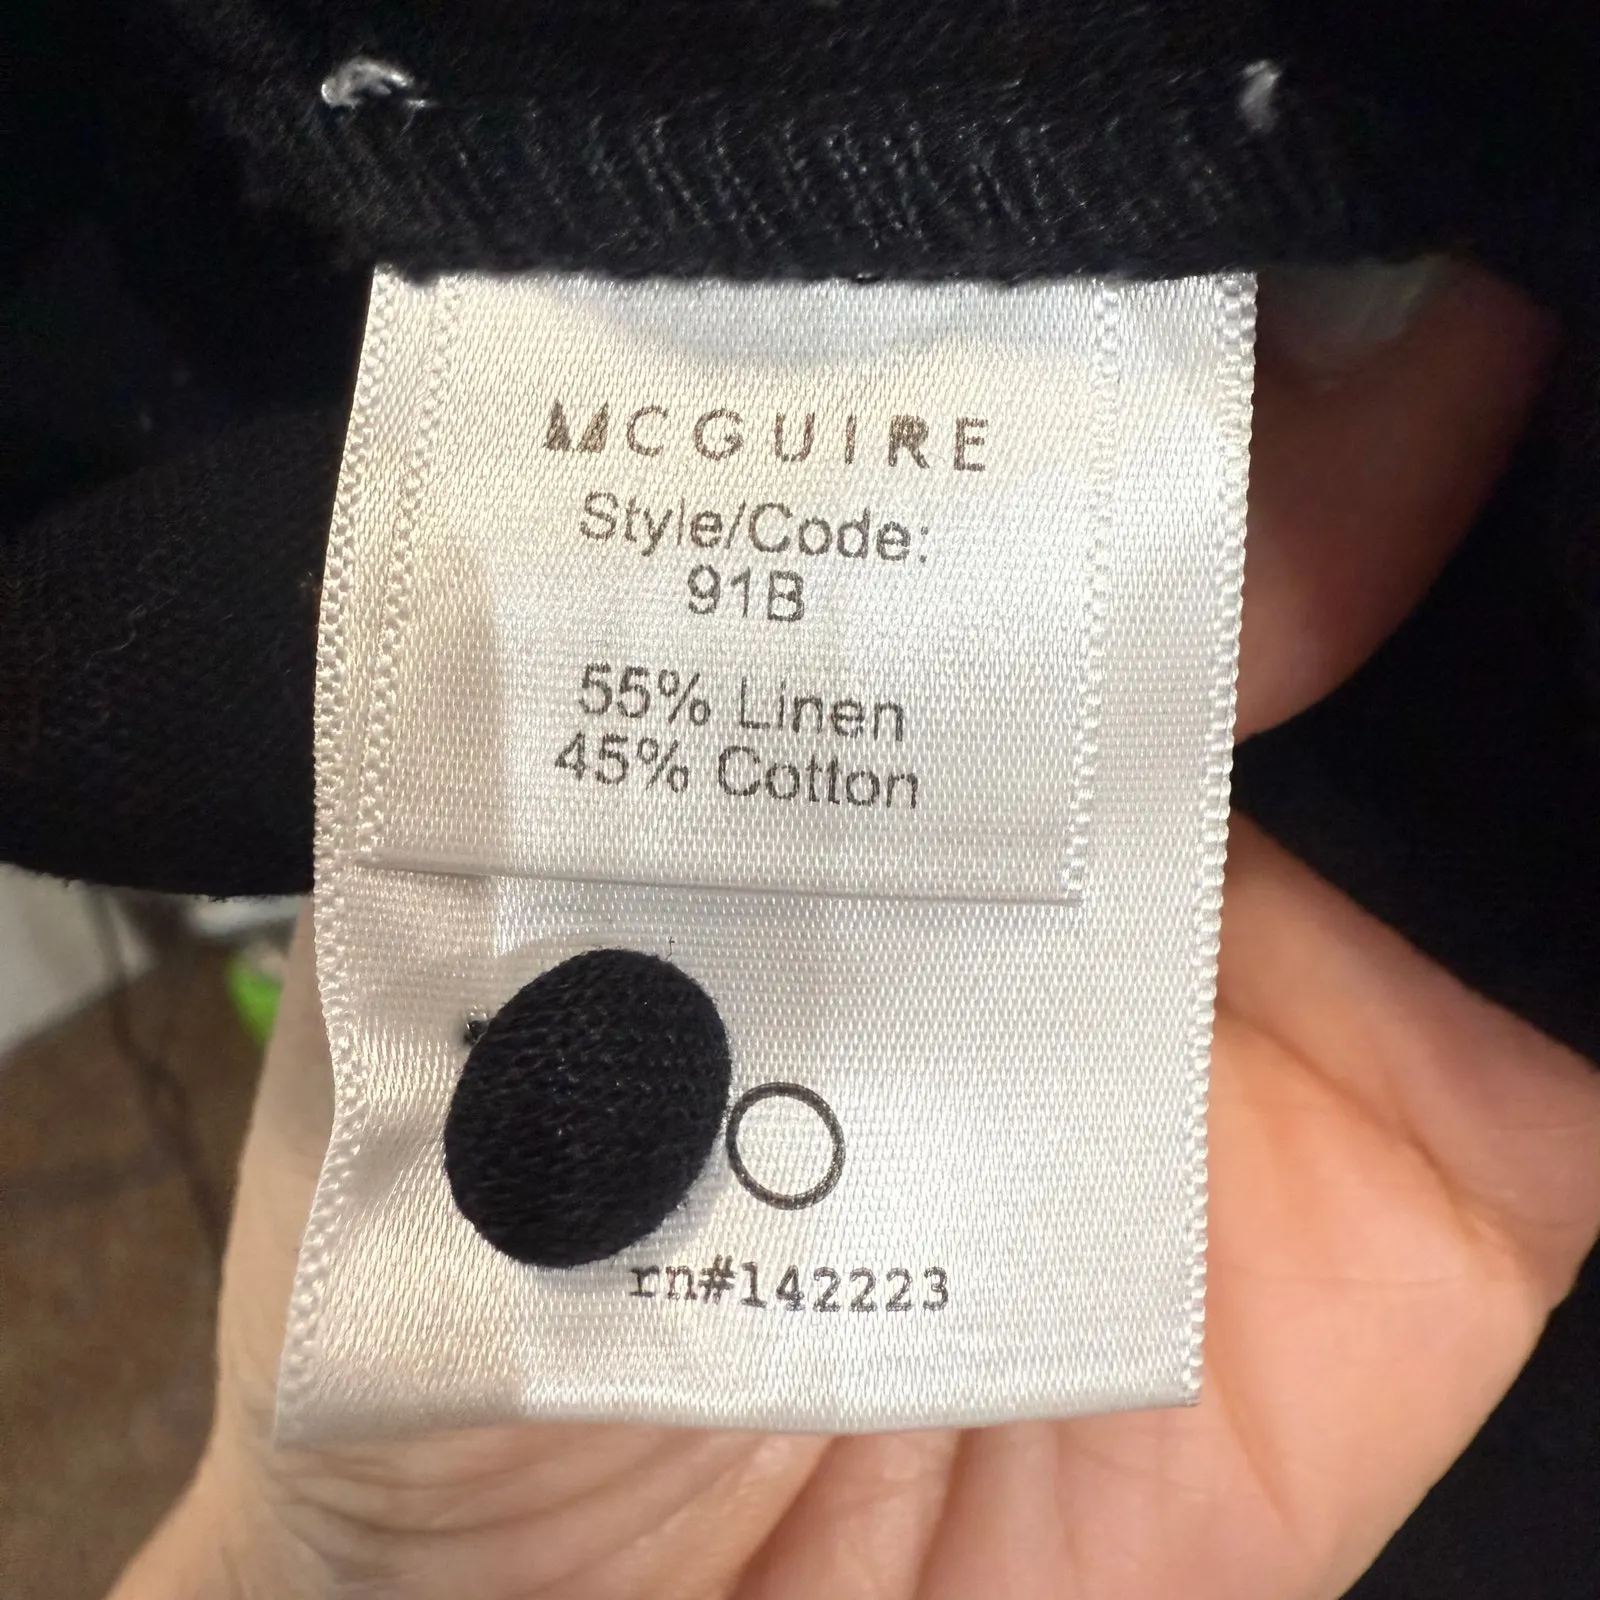 MCGUIRE
Style/Code:
91B
55% Linen
45% Cotton
rn#142223